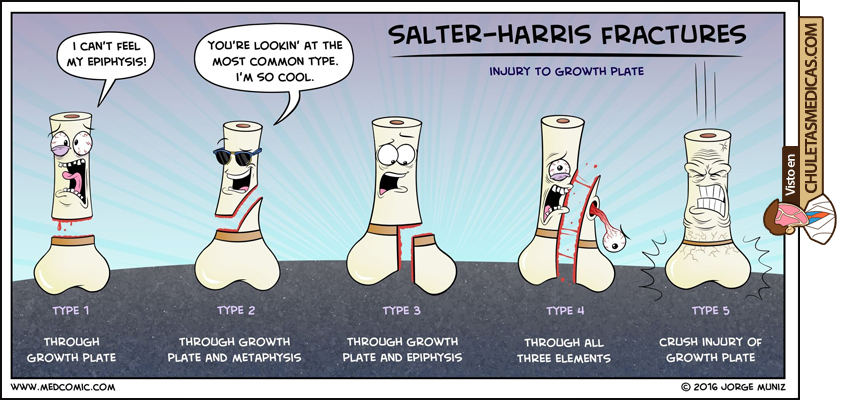 SALTER-HARRIS FRACTURES
INJURY TO GROWTH PLATE
I CAN'T FEEL
MY EPIPHYSIS!
YOU'RE LOOKIN' AT THE
MOST COMMON TYPE.
I'M SO COOL.
TYPE 1
THROUGH
GROWTH PLATE
TYPE 2
THROUGH GROWTH
PLATE AND METAPHYSIS
TYPE 3
THROUGH GROWTH
PLATE AND EPIPHYSIS
TYPE 4
THROUGH ALL
THREE ELEMENTS
TYPE 5
CRUSH INJURY OF
GROWTH PLATE
WWW.MEDCOMIC.COM
© 2016 JORGE MUNIZ
Visto en
CHULETASMEDICAS.COM